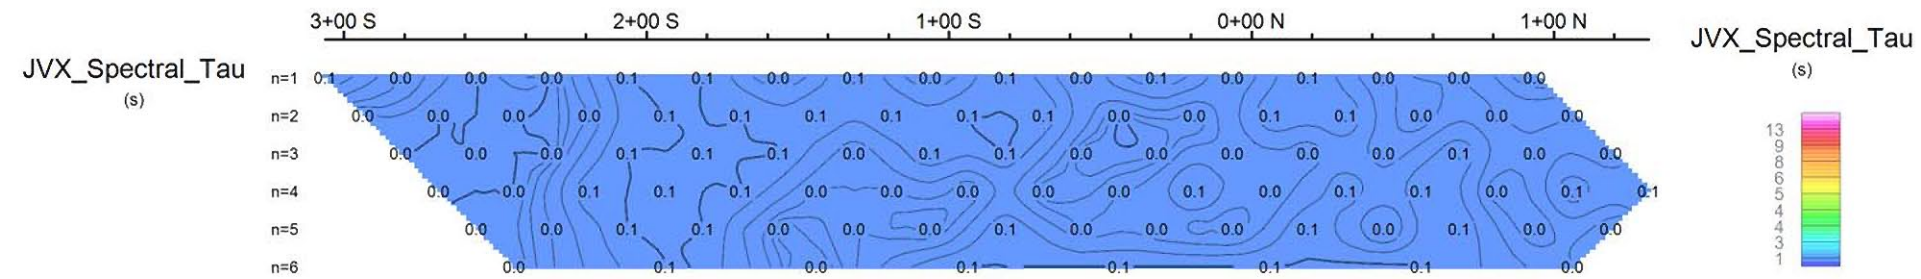 3+00 S 2+00 S 1+00 S 0+00 N 1+00 N
JVX_Spectral_Tau
(s)
n=1 0.1 0.0 0.0 0.0 0.1 0.1 0.0 0.1 0.0 0.1 0.0 0.1 0.0 0.1 0.0 0.0 0.0
n=2 0.0 0.0 0.0 0.0 0.1 0.1 0.1 0.1 0.1 0.1 0.0 0.0 0.1 0.1 0.0 0.0 0.0
n=3 0.0 0.0 0.0 0.1 0.1 0.1 0.0 0.1 0.1 0.0 0.0 0.0 0.0 0.0 0.1 0.0 0.0
n=4 0.0 0.0 0.1 0.1 0.1 0.0 0.0 0.0 0.0 0.0 0.1 0.0 0.1 0.1 0.0 0.1 0.1
n=5 0.0 0.0 0.1 0.1 0.0 0.0 0.0 0.1 0.0 0.0 0.0 0.1 0.0 0.1 0.0 0.0
n=6 0.0 0.1 0.0 0.1 0.1 0.1 0.1 0.0
JVX_Spectral_Tau
(s)
13
9
8
6
5
4
4
3
1